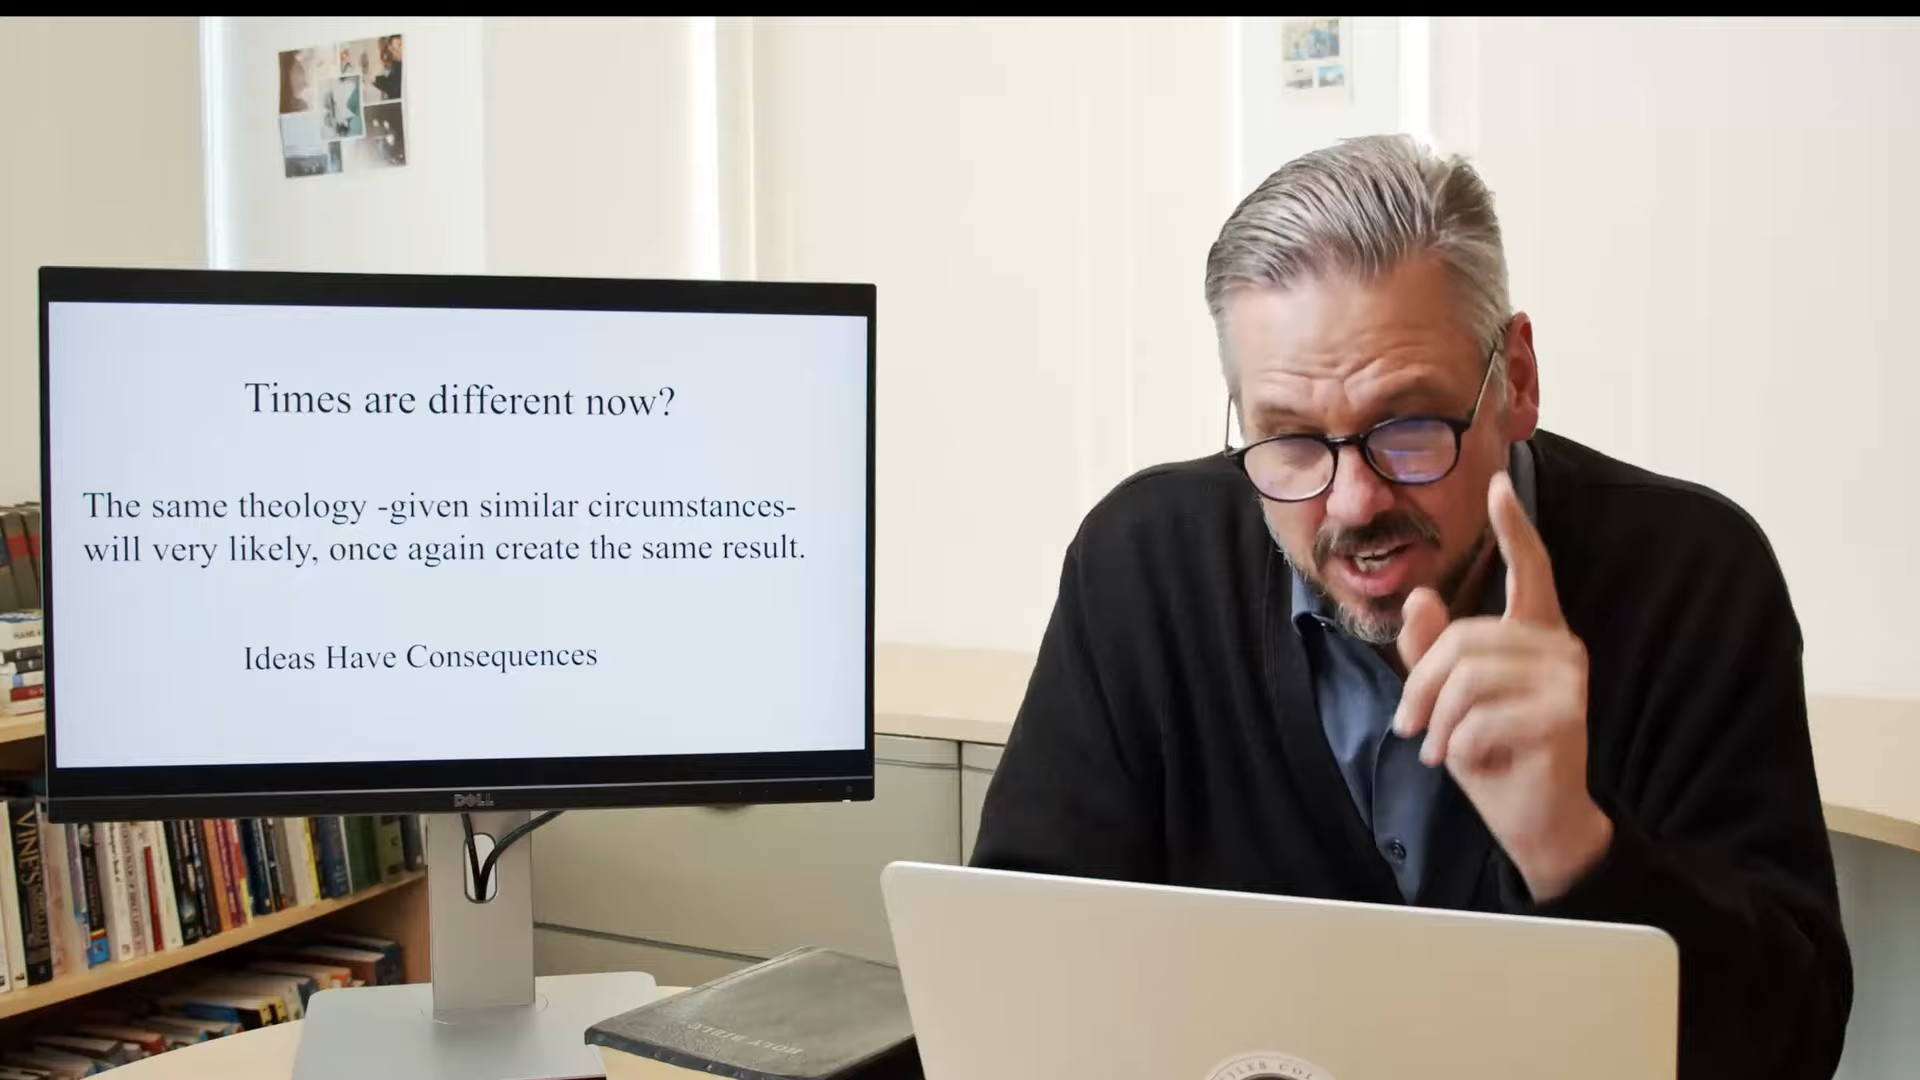 Times are different now?
The same theology -given similar circumstances-
will very likely, once again create the same result.
Ideas Have Consequences
DELL
VINE'S
HOLY BIBLE